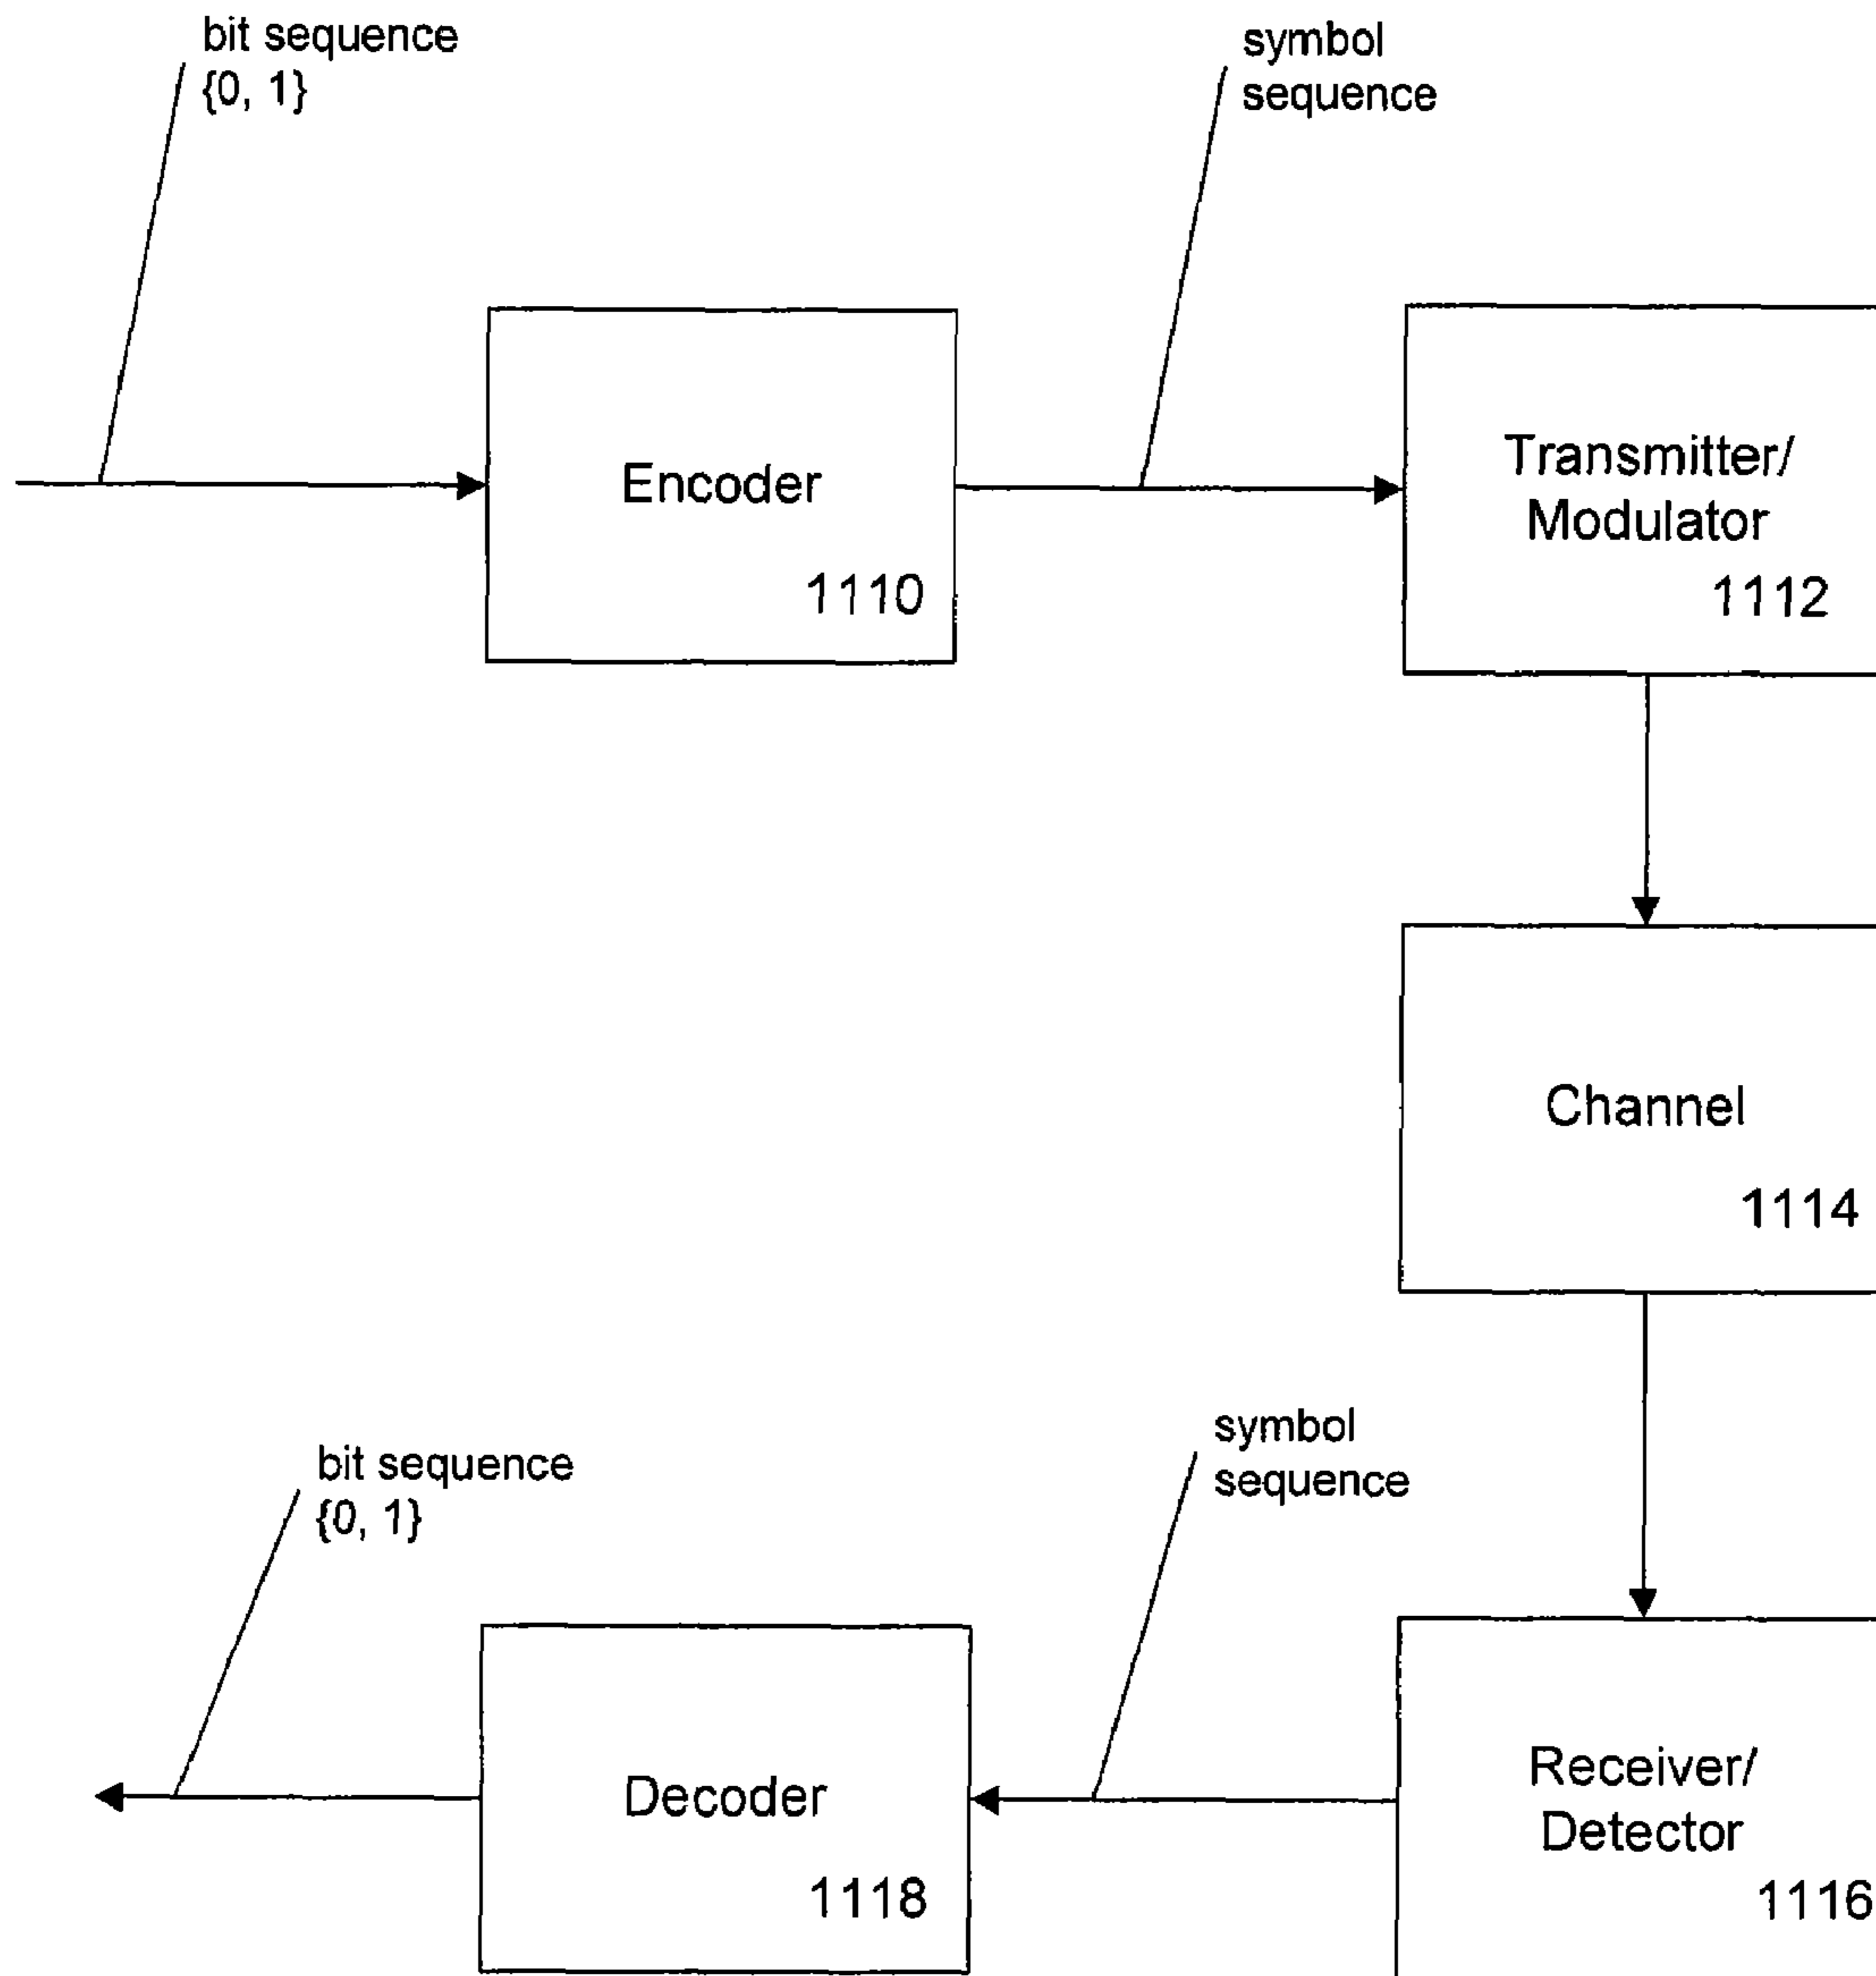 bit sequence
{0, 1}
symbol
sequence
Encoder
1110
Transmitter/
Modulator
1112
Channel
1114
bit sequence
{0, 1}
symbol
sequence
Decoder
1118
Receiver/
Detector
1116